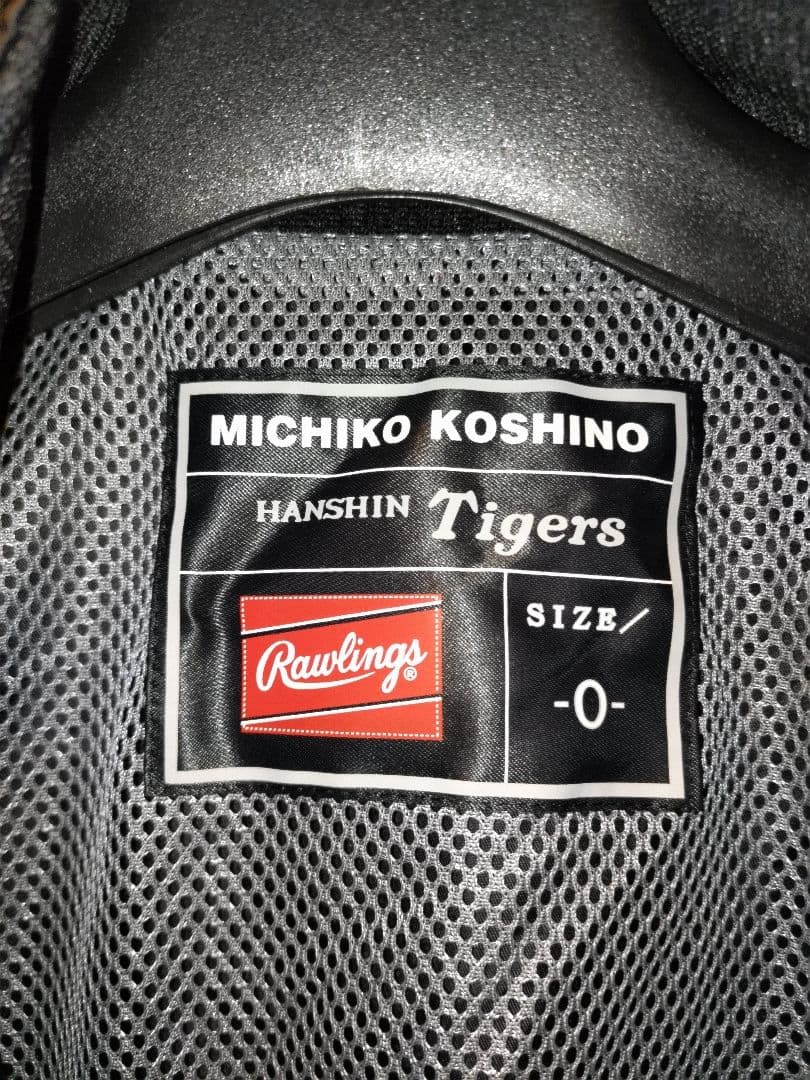 MICHIKO KOSHINO
HANSHIN Tigers
Rawlings®
SIZE/
-0-